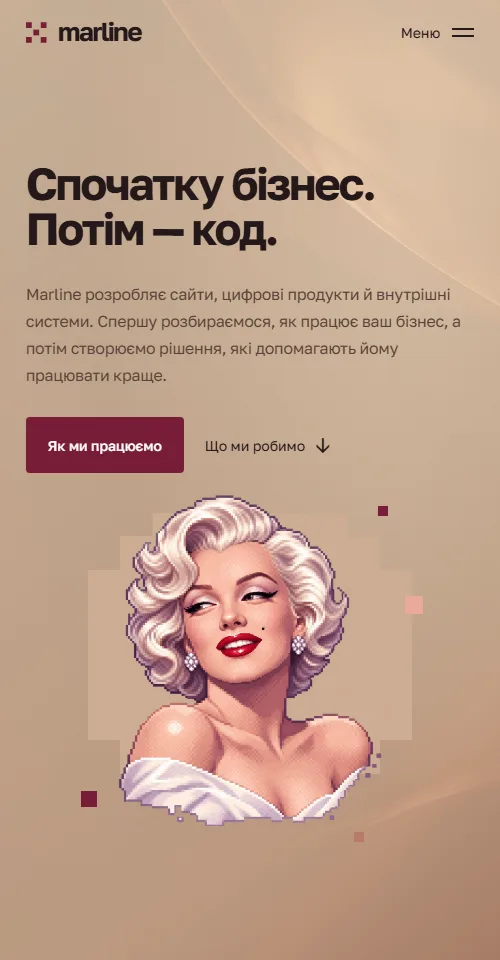 marline
Меню
Спочатку бізнес.
Потім — код.
Marline розробляє сайти, цифрові продукти й внутрішні
системи. Спершу розбираємося, як працює ваш бізнес, а
потім створюємо рішення, які допомагають йому
працювати краще.
Як ми працюємо
Що ми робимо